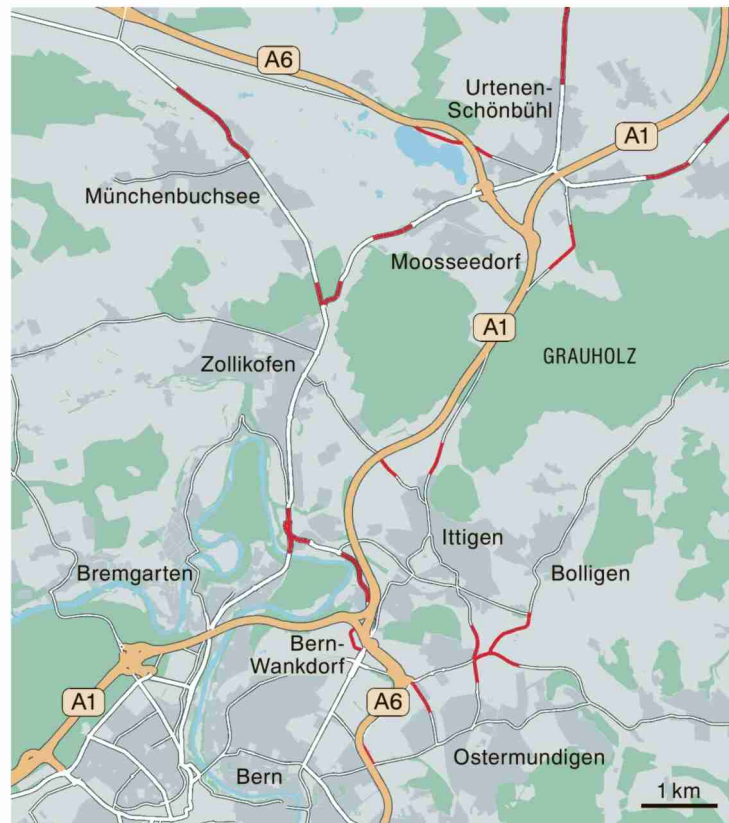 A6
Urtenen-
Schönbühl
A1
Münchenbuchsee
Moosseedorf
A1
Zollikofen
GRAUHOLZ
Ittigen
Bremgarten
Bolligen
Bern-
Wankdorf
A1
A6
Ostermundigen
Bern
1 km